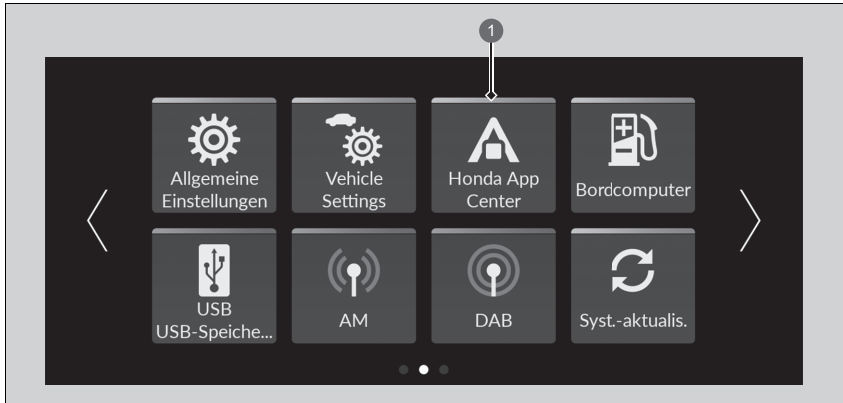 1
Allgemeine
Einstellungen
Vehicle
Settings
Honda App
Center
Bordcomputer
USB
USB-Speiche...
AM
DAB
Syst.-aktualis.